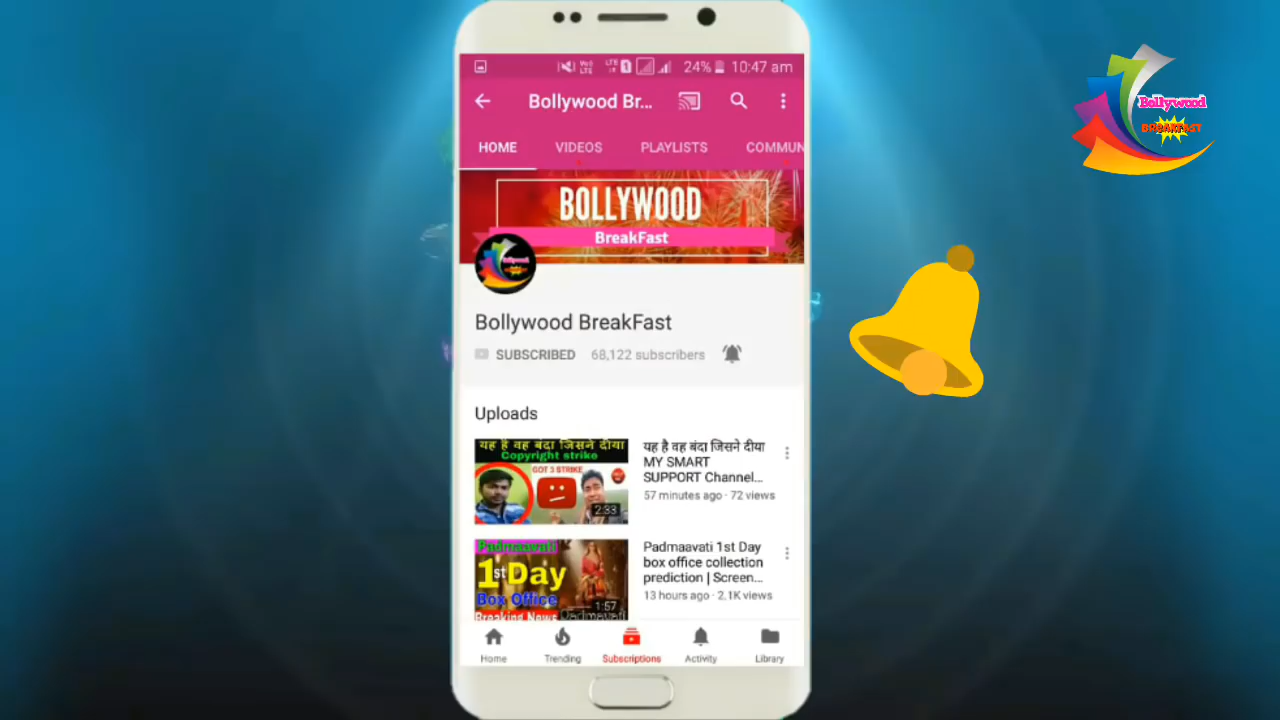 24% 10:47 am
Bollywood Br...
HOME VIDEOS PLAYLISTS COMMUN
BOLLYWOOD
BreakFast
Bollywood BreakFast
SUBSCRIBED 68,122 subscribers
Uploads
यह है वह बंदा जिसने दीया
Copyright strike
GOT 3 STRIKE
2:33
यह है वह बंदा जिसने दीया
MY SMART
SUPPORT Channel...
57 minutes ago · 72 views
Padmaavati
1st Day
Box Office
Breaking News
1:57
Padmavati
Padmaavati 1st Day
box office collection
prediction | Screen...
13 hours ago · 2.1K views
Home Trending Subscriptions Activity Library
Bollywood
BREAKFAST